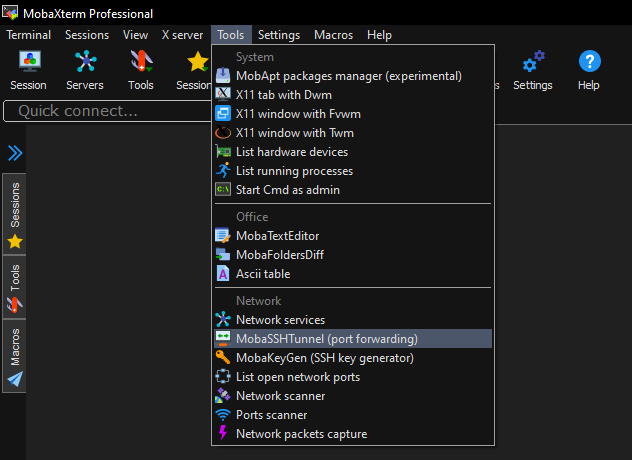 MobaXterm Professional
Terminal Sessions View X server Tools Settings Macros Help
Session Servers Tools Settings Help
Quick connect...
Sessions
Tools
Macros
System
MobApt packages manager (experimental)
X11 tab with Dwm
X11 window with Fvwm
X11 window with Twm
List hardware devices
List running processes
Start Cmd as admin
Office
MobaTextEditor
MobaFoldersDiff
Ascii table
Network
Network services
MobaSSHTunnel (port forwarding)
MobaKeyGen (SSH key generator)
List open network ports
Network scanner
Ports scanner
Network packets capture